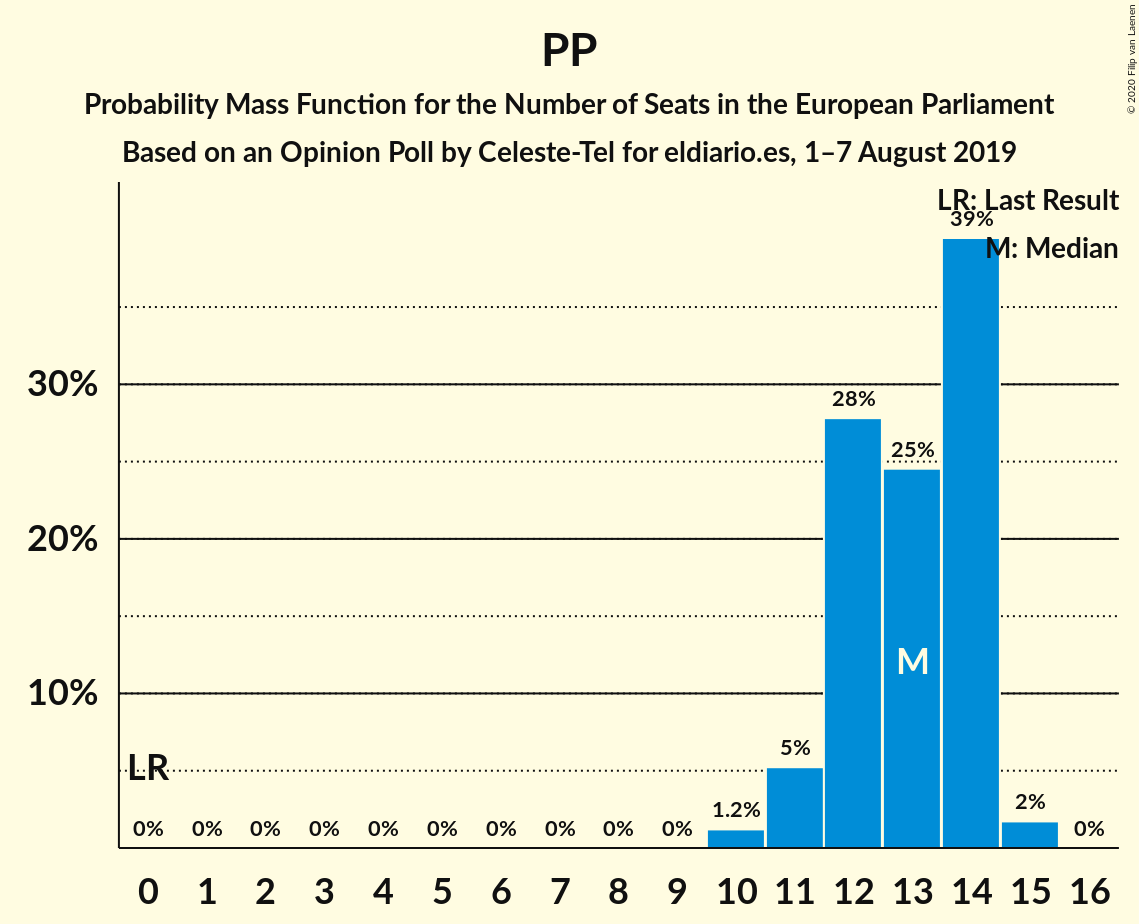 PP
Probability Mass Function for the Number of Seats in the European Parliament
Based on an Opinion Poll by Celeste-Tel for eldiario.es, 1–7 August 2019
© 2020 Filip van Laenen
LR: Last Result
M: Median
39%
30%
28%
25%
20%
M
10%
LR
5%
1.2%
2%
0% 0% 0% 0% 0% 0% 0% 0% 0% 0% 0%
0 1 2 3 4 5 6 7 8 9 10 11 12 13 14 15 16